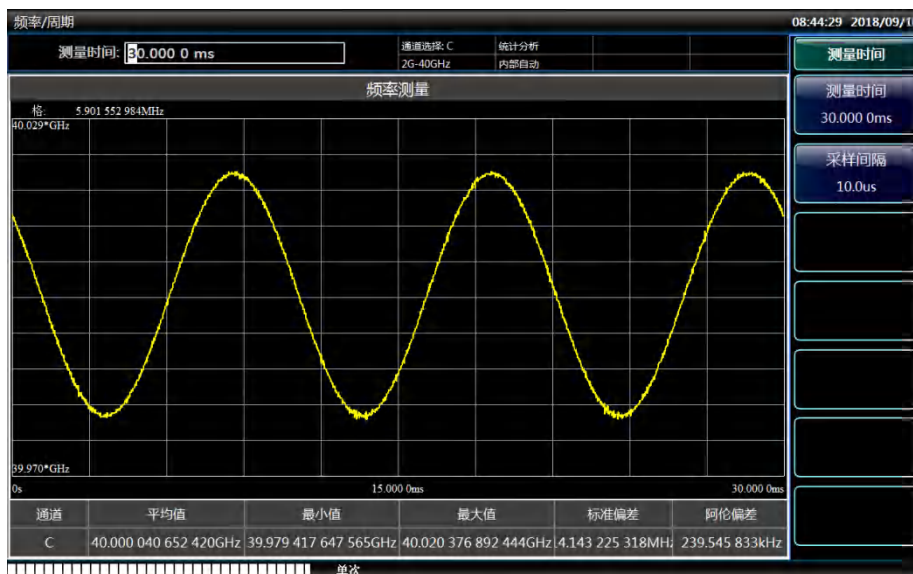 频率/周期
08:44:29 2018/09/1
测量时间: 30.000 0 ms
通道选择: C
统计分析
2G-40GHz
内部自动
测量时间
频率测量
测量时间
30.000 0ms
格: 5.901 552 984MHz
40.029*GHz
采样间隔
10.0us
39.970*GHz
0s
15.000 0ms
30.000 0ms
通道 平均值 最小值 最大值 标准偏差 阿伦偏差
C 40.000 040 652 420GHz 39.979 417 647 565GHz 40.020 376 892 444GHz 4.143 225 318MHz 239.545 833kHz
单次